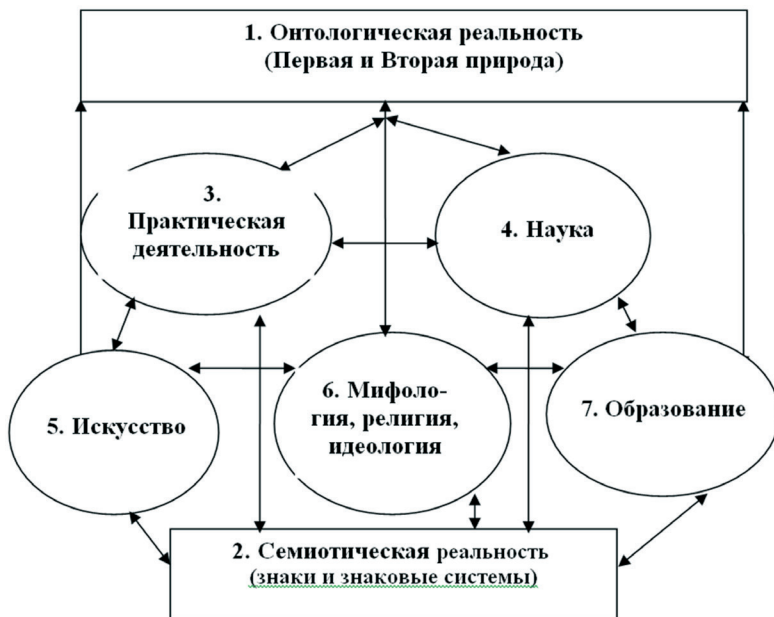 1. Онтологическая реальность
(Первая и Вторая природа)
3.
Практическая
деятельность
4. Наука
5. Искусство
6. Мифоло-
гия, религия,
идеология
7. Образование
2. Семиотическая реальность
(знаки и знаковые системы)